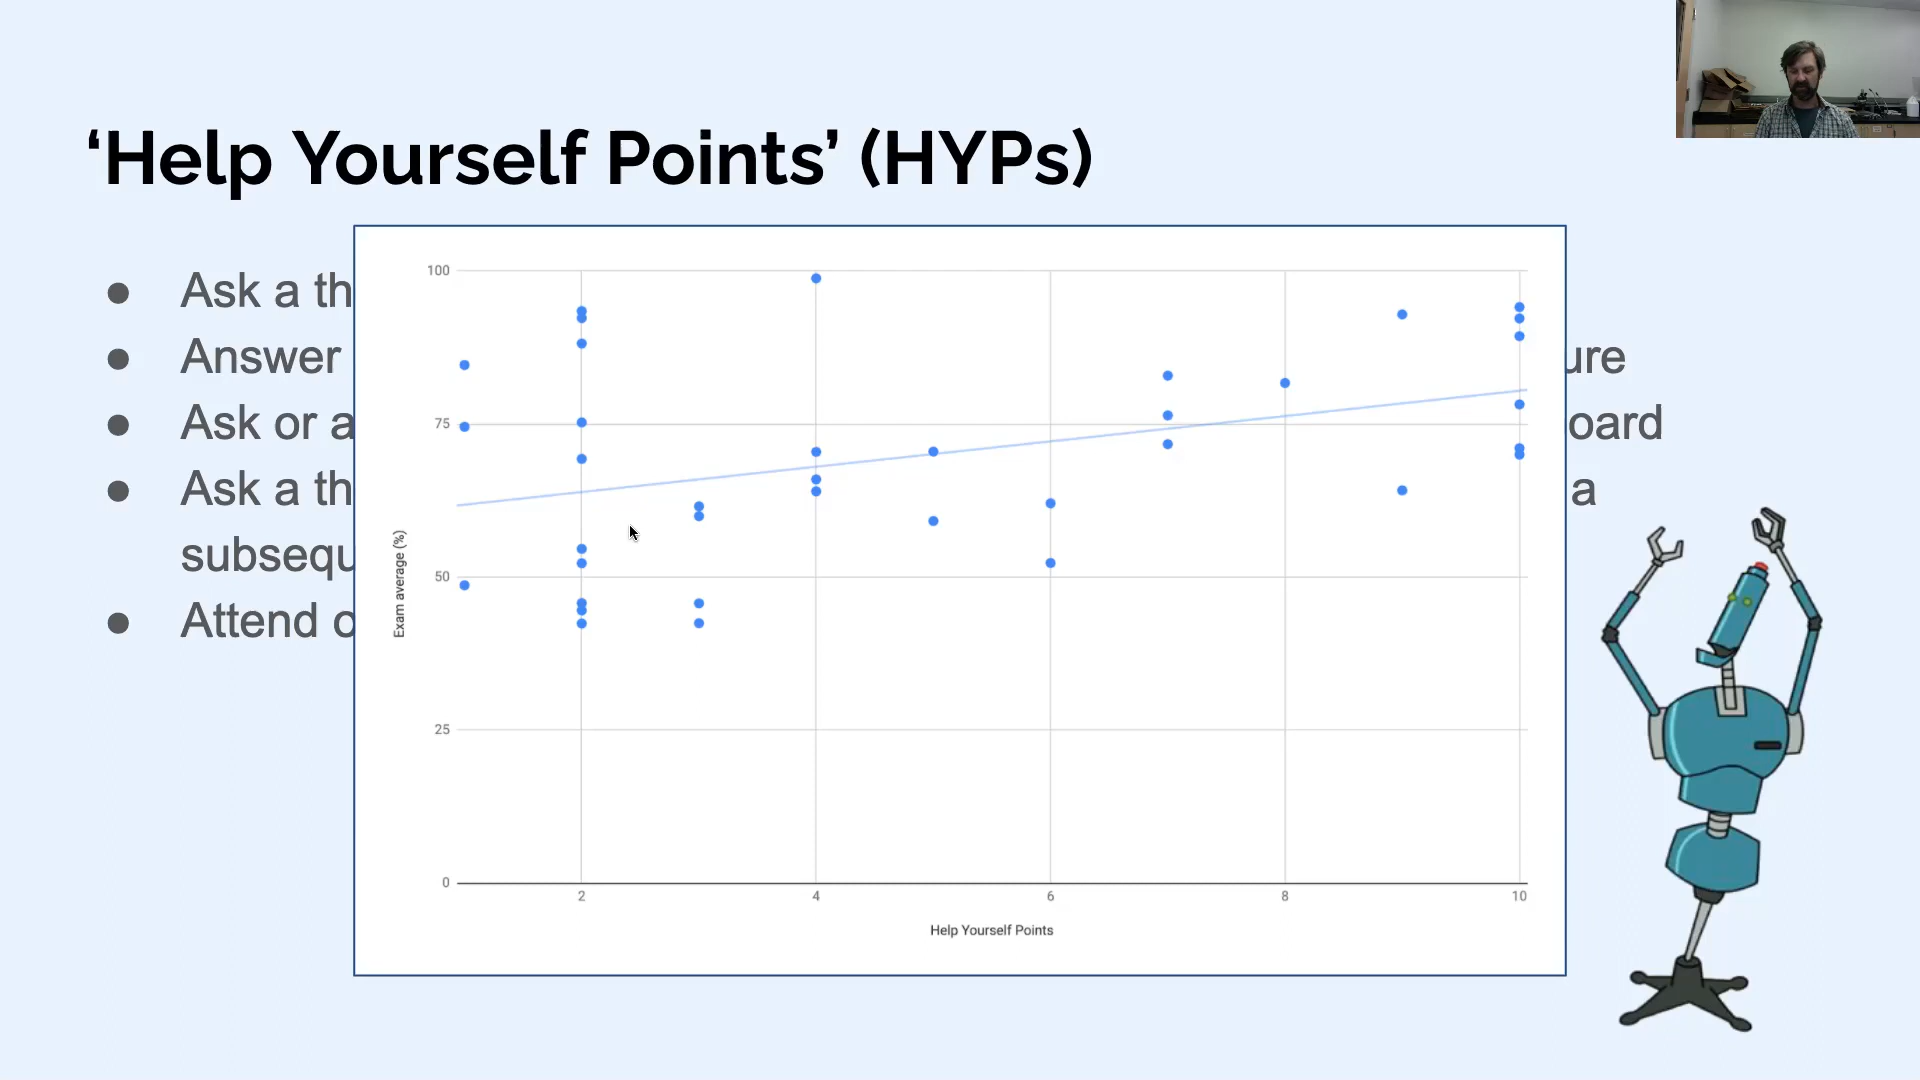 ‘Help Yourself Points’ (HYPs)
Ask a th
Answer ure
Ask or a oard
Ask a th a
subsequ
Attend o
100
75
50
25
0
Exam average (%)
2 4 6 8 10
Help Yourself Points